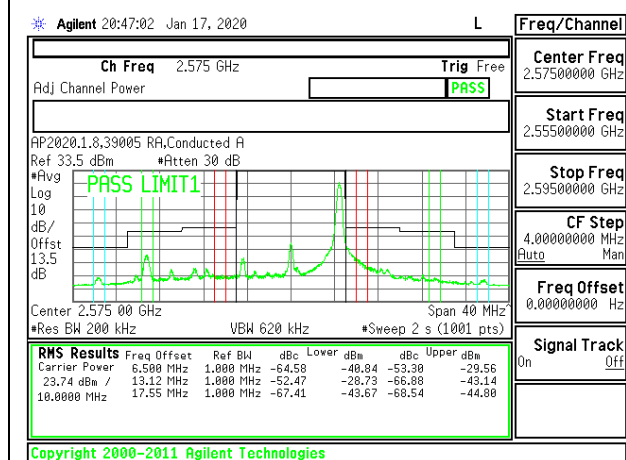 Agilent 20:47:02 Jan 17, 2020 L
Freq/Channel
Ch Freq 2.575 GHz Trig Free
Adj Channel Power PASS
AP2020.1.8,39005 RA,Conducted A
Ref 33.5 dBm #Atten 30 dB
#Avg
Log
10
dB/
Offst
13.5
dB
PASS LIMIT1
Center 2.575 00 GHz Span 40 MHz^
#Res BW 200 kHz VBW 620 kHz #Sweep 2 s (1001 pts)
RMS Results Freq Offset Ref BW dBc Lower dBm dBc Upper dBm
Carrier Power 6.500 MHz 1.000 MHz -64.58 -40.84 -53.30 -29.56
23.74 dBm / 13.12 MHz 1.000 MHz -52.47 -28.73 -66.88 -43.14
10.0000 MHz 17.55 MHz 1.000 MHz -67.41 -43.67 -68.54 -44.80
Copyright 2000-2011 Agilent Technologies
Center Freq
2.57500000 GHz
Start Freq
2.55500000 GHz
Stop Freq
2.59500000 GHz
CF Step
4.00000000 MHz
Auto Man
Freq Offset
0.00000000 Hz
Signal Track
On Off